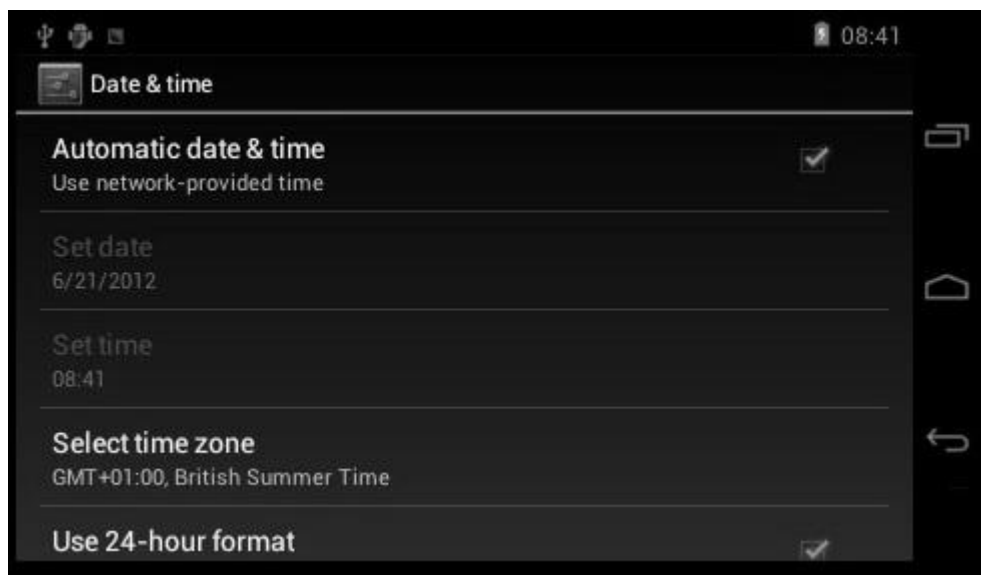 08:41
Date & time
Automatic date & time
Use network-provided time
Set date
6/21/2012
Set time
08:41
Select time zone
GMT+01:00, British Summer Time
Use 24-hour format